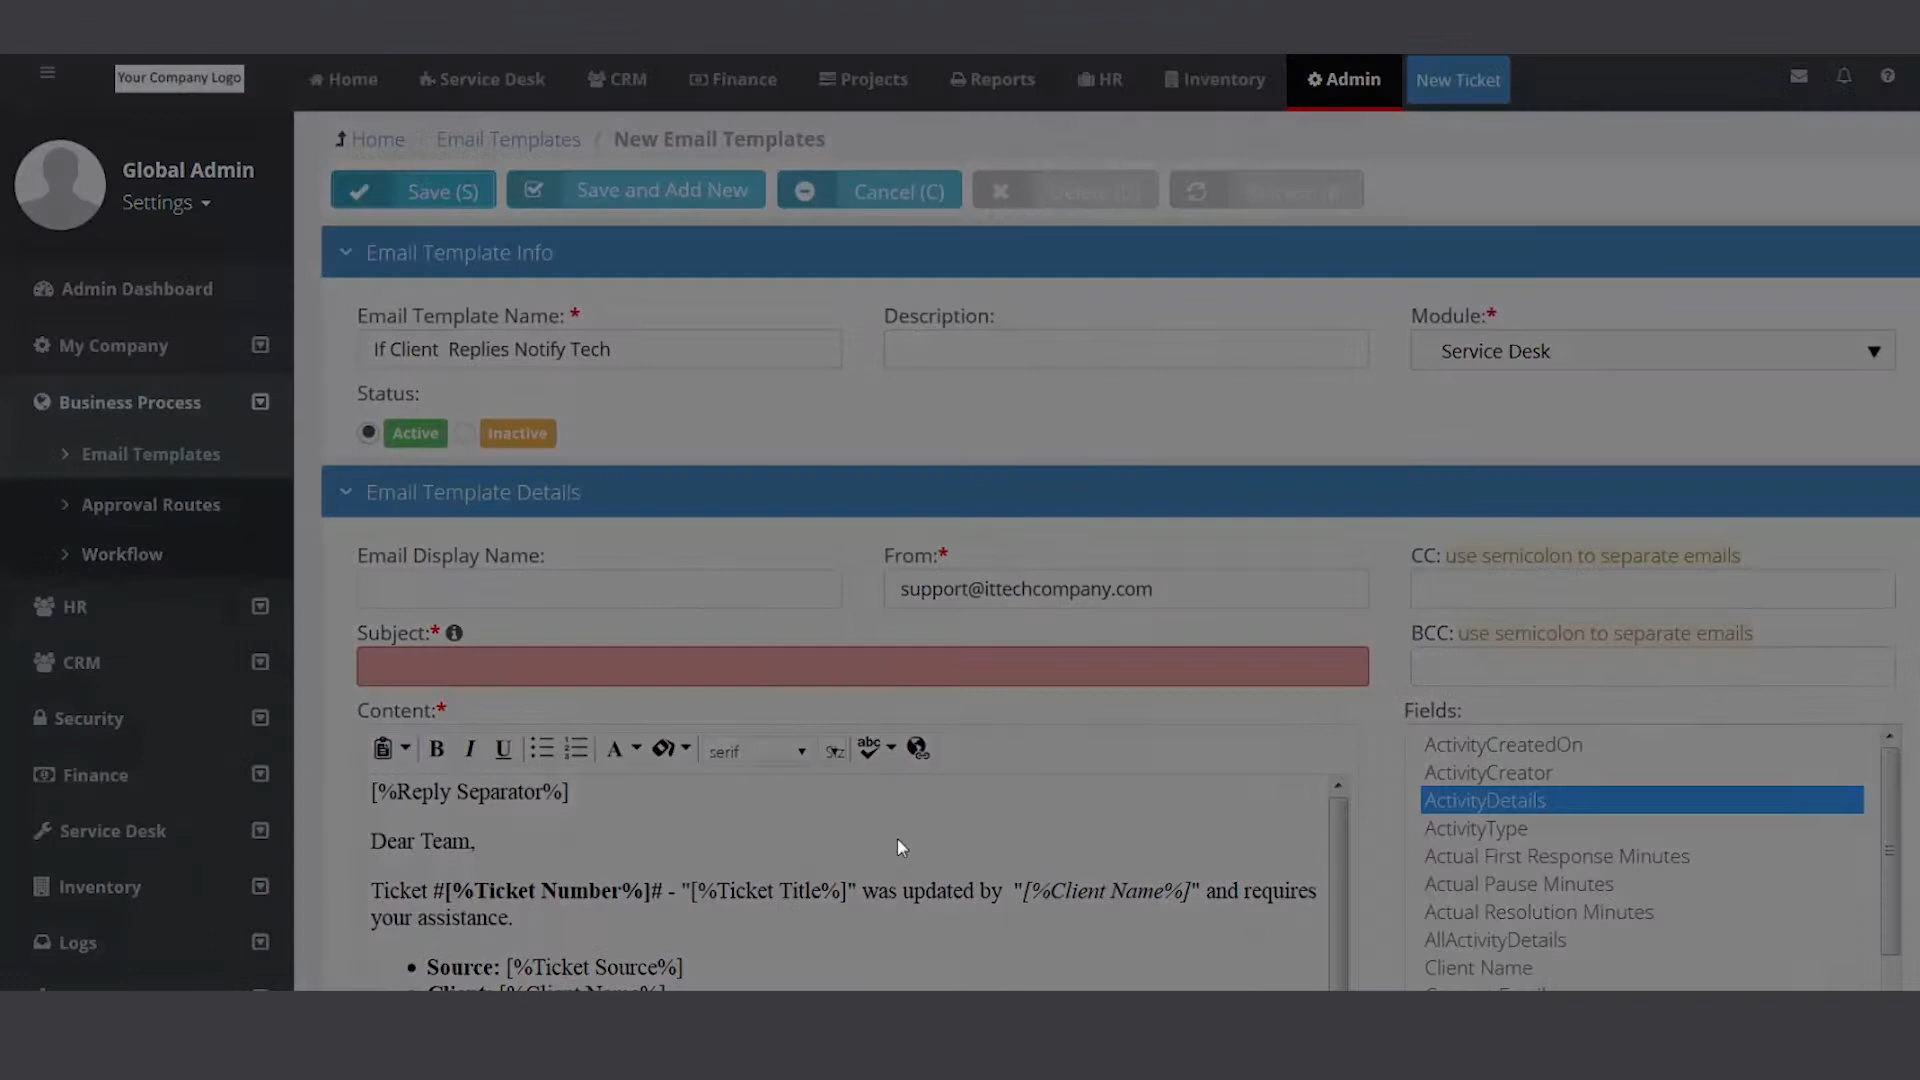 Your Company Logo
Home
Service Desk
CRM
Finance
Projects
Reports
HR
Inventory
Admin
New Ticket
Global Admin
Settings
Home / Email Templates / New Email Templates
Save (S)
Save and Add New
Cancel (C)
Email Template Info
Admin Dashboard
My Company
Business Process
Email Templates
Approval Routes
Workflow
HR
CRM
Security
Finance
Service Desk
Inventory
Logs
Email Template Name: *
If Client  Replies Notify Tech
Description:
Module:*
Service Desk
Status:
Active
Inactive
Email Template Details
Email Display Name:
From:*
support@ittechcompany.com
CC: use semicolon to separate emails
Subject:*
BCC: use semicolon to separate emails
Content:*
B I U
A
serif
abc
[%Reply Separator%]
Dear Team,
Ticket #[%Ticket Number%]# - "[%Ticket Title%]" was updated by  "[%Client Name%]" and requires
your assistance.
• Source: [%Ticket Source%]
Fields:
ActivityCreatedOn
ActivityCreator
ActivityDetails
ActivityType
Actual First Response Minutes
Actual Pause Minutes
Actual Resolution Minutes
AllActivityDetails
Client Name